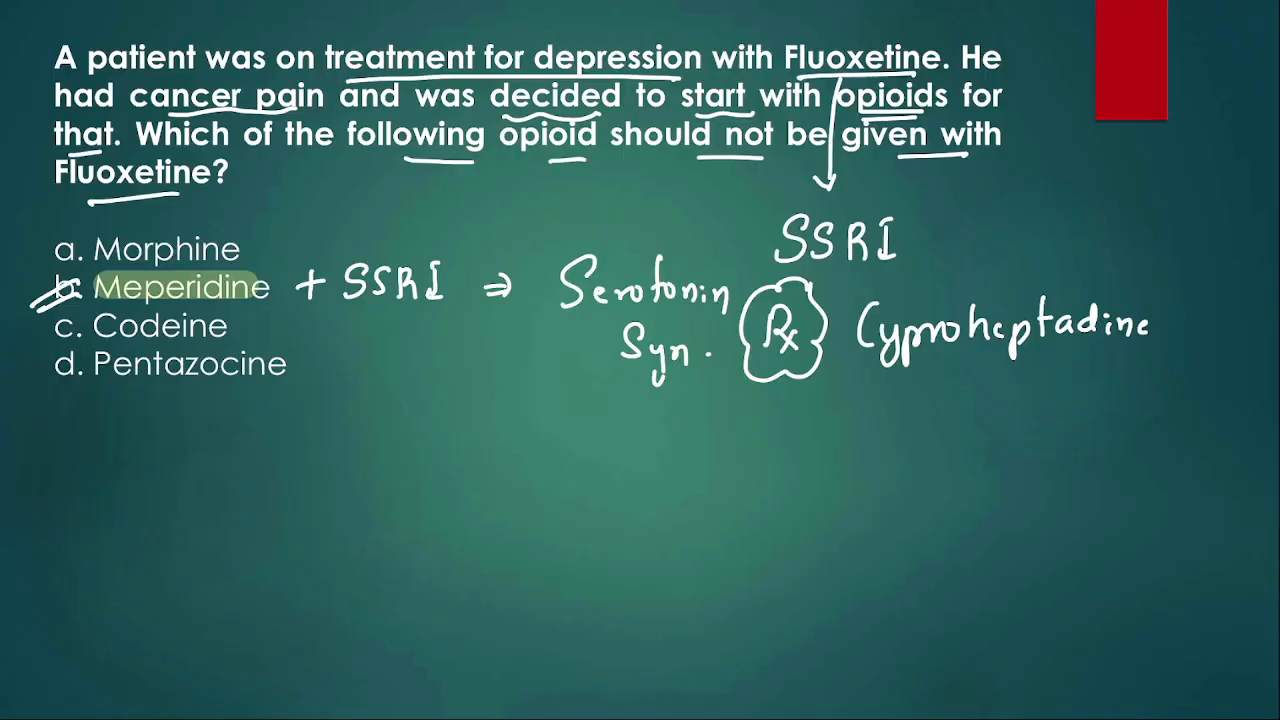 A patient was on treatment for depression with Fluoxetine. He
had cancer pain and was decided to start with opioids for
that. Which of the following opioid should not be given with
Fluoxetine?
SSRI
a. Morphine
b. Meperidine + SSRI ⇒ Serotonin
Syn. Rx Cyproheptadine
c. Codeine
d. Pentazocine